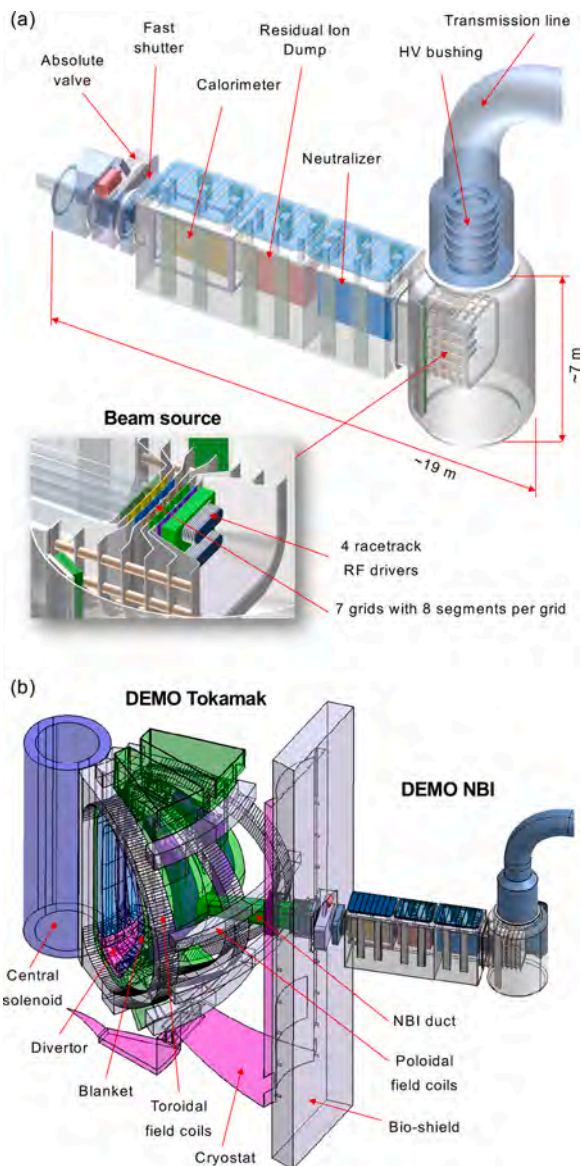 (a)
Transmission line
Fast
shutter
Residual Ion
Dump
HV bushing
Absolute
valve
Calorimeter
Neutralizer
~7 m
~19 m
Beam source
4 racetrack
RF drivers
7 grids with 8 segments per grid
(b)
DEMO Tokamak
DEMO NBI
Central
solenoid
Divertor
Blanket
Toroidal
field coils
Cryostat
NBI duct
Poloidal
field coils
Bio-shield